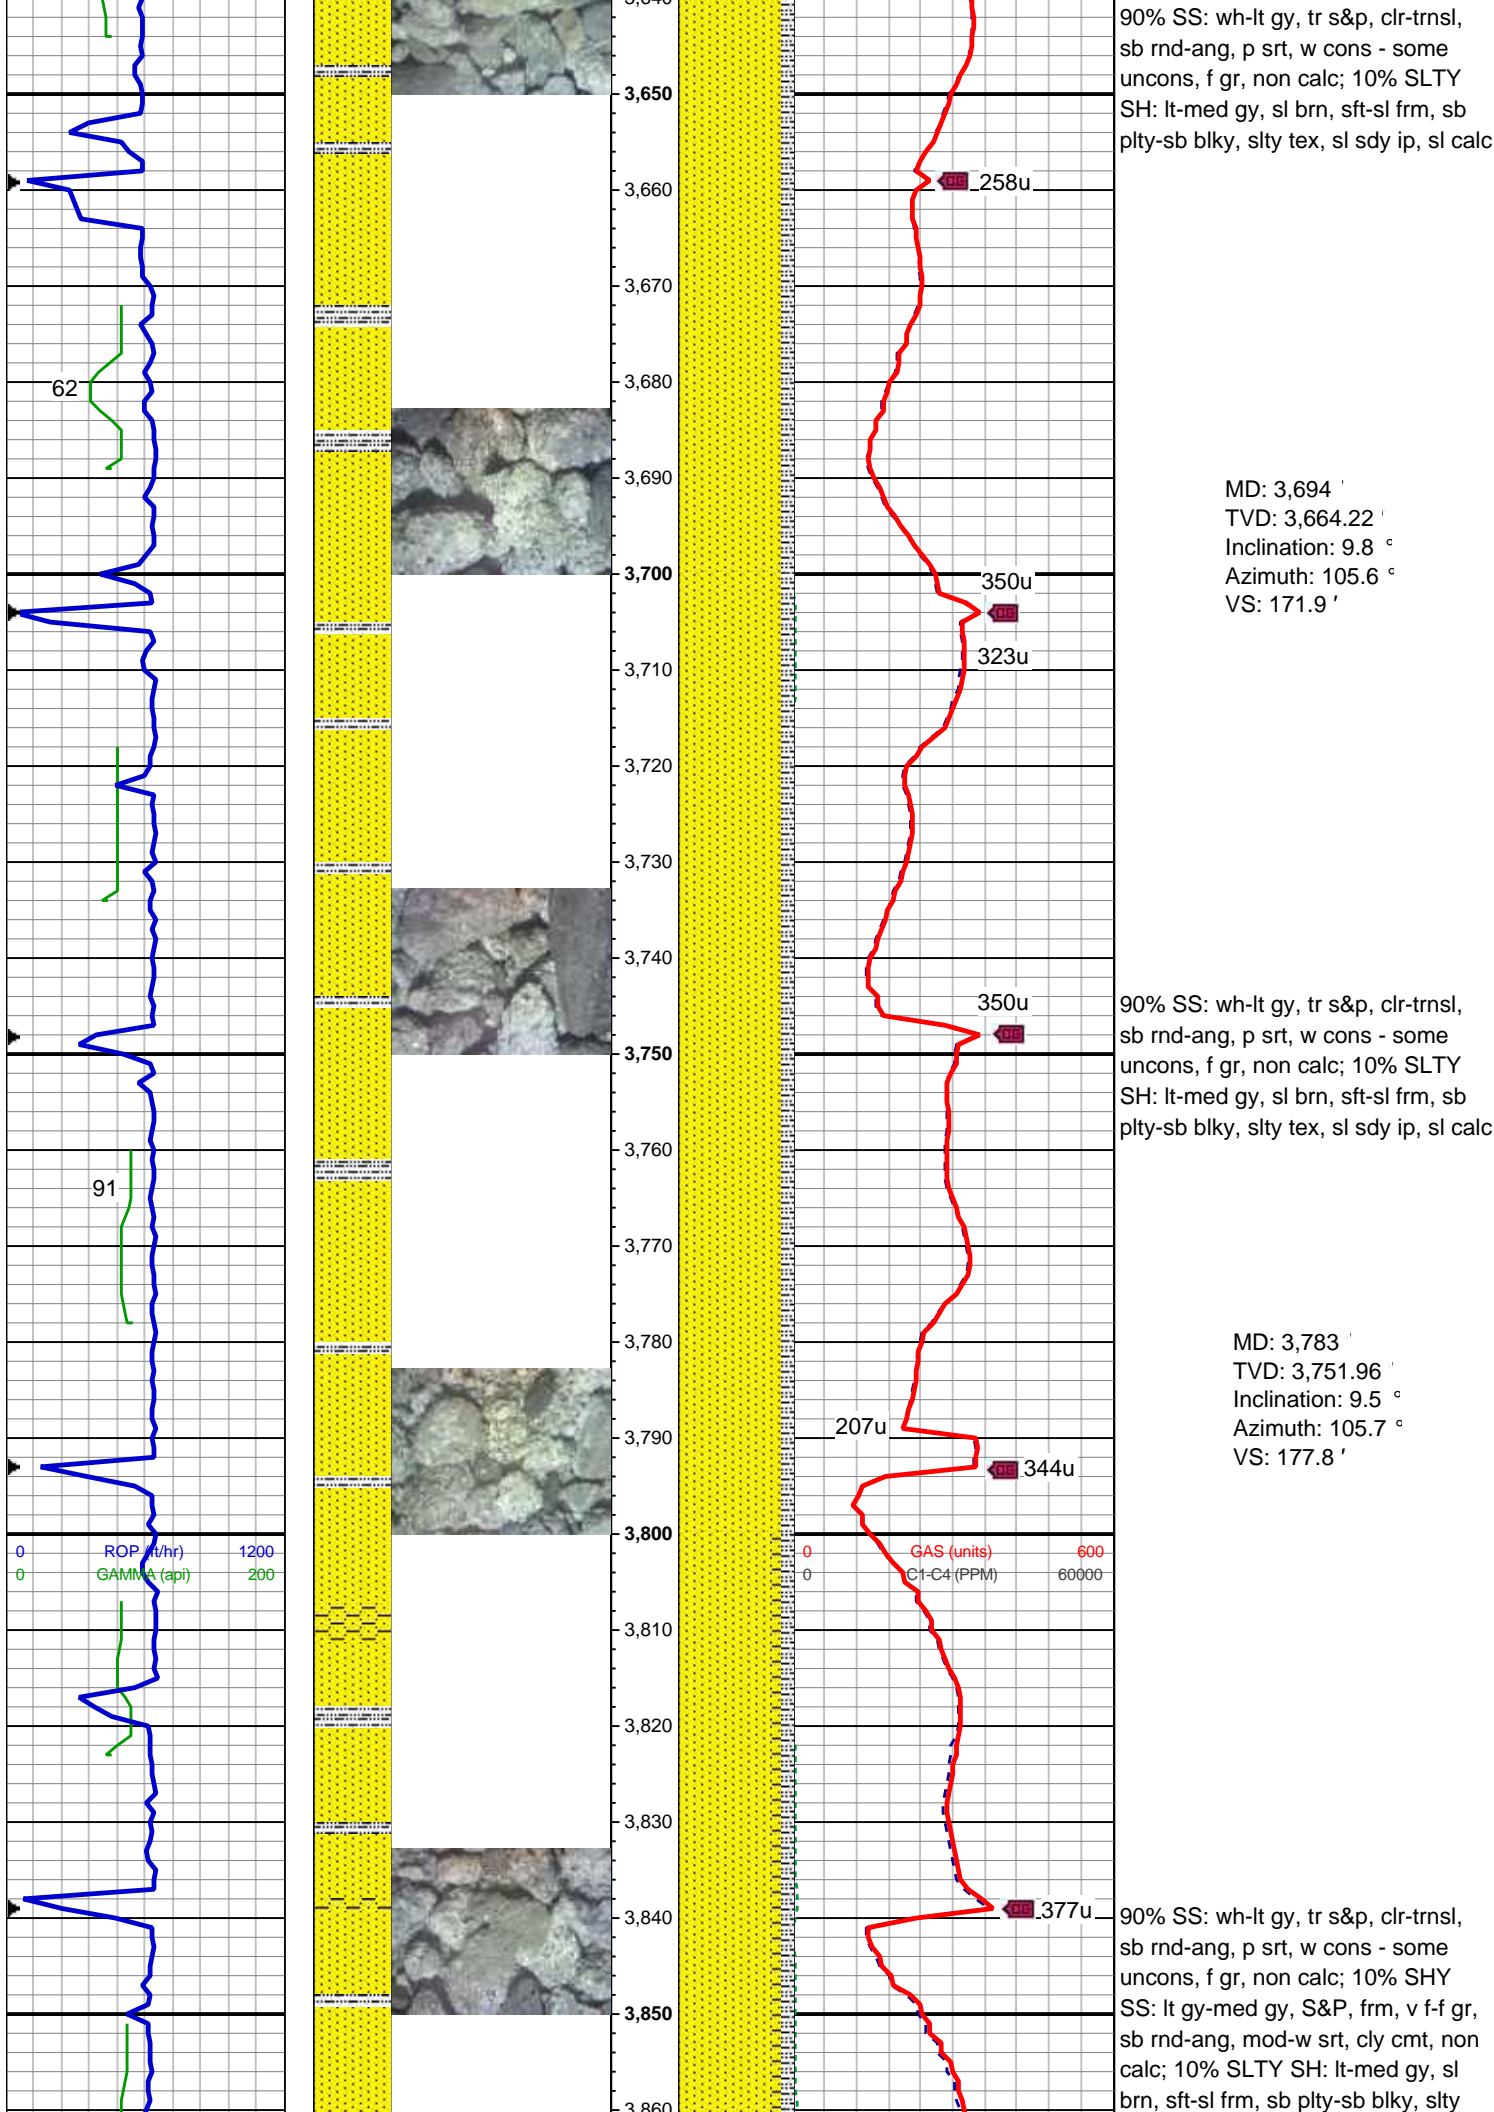 90% SS: wh-lt gy, tr s&p, clr-trnsl,
sb rnd-ang, p srt, w cons - some
uncons, f gr, non calc; 10% SLTY
SH: lt-med gy, sl brn, sft-sl frm, sb
plty-sb blky, slty tex, sl sdy ip, sl calc
3,650
3,660
CG 258u
3,670
62
3,680
3,690
MD: 3,694 '
TVD: 3,664.22 '
Inclination: 9.8 °
Azimuth: 105.6 °
VS: 171.9 '
3,700
350u
CG
323u
3,710
3,720
3,730
3,740
350u
CG
3,750
90% SS: wh-lt gy, tr s&p, clr-trnsl,
sb rnd-ang, p srt, w cons - some
uncons, f gr, non calc; 10% SLTY
SH: lt-med gy, sl brn, sft-sl frm, sb
plty-sb blky, slty tex, sl sdy ip, sl calc
3,760
91
3,770
3,780
MD: 3,783 '
TVD: 3,751.96 '
Inclination: 9.5 °
Azimuth: 105.7 °
VS: 177.8 '
207u
3,790
CG 344u
3,800
0 ROP (ft/hr) 1200
0 GAMMA (api) 200
0 GAS (units) 600
0 C1-C4 (PPM) 60000
3,810
3,820
3,830
3,840
CG 377u
3,850
90% SS: wh-lt gy, tr s&p, clr-trnsl,
sb rnd-ang, p srt, w cons - some
uncons, f gr, non calc; 10% SHY
SS: lt gy-med gy, S&P, frm, v f-f gr,
sb rnd-ang, mod-w srt, cly cmt, non
calc; 10% SLTY SH: lt-med gy, sl
brn, sft-sl frm, sb plty-sb blky, slty
3,860